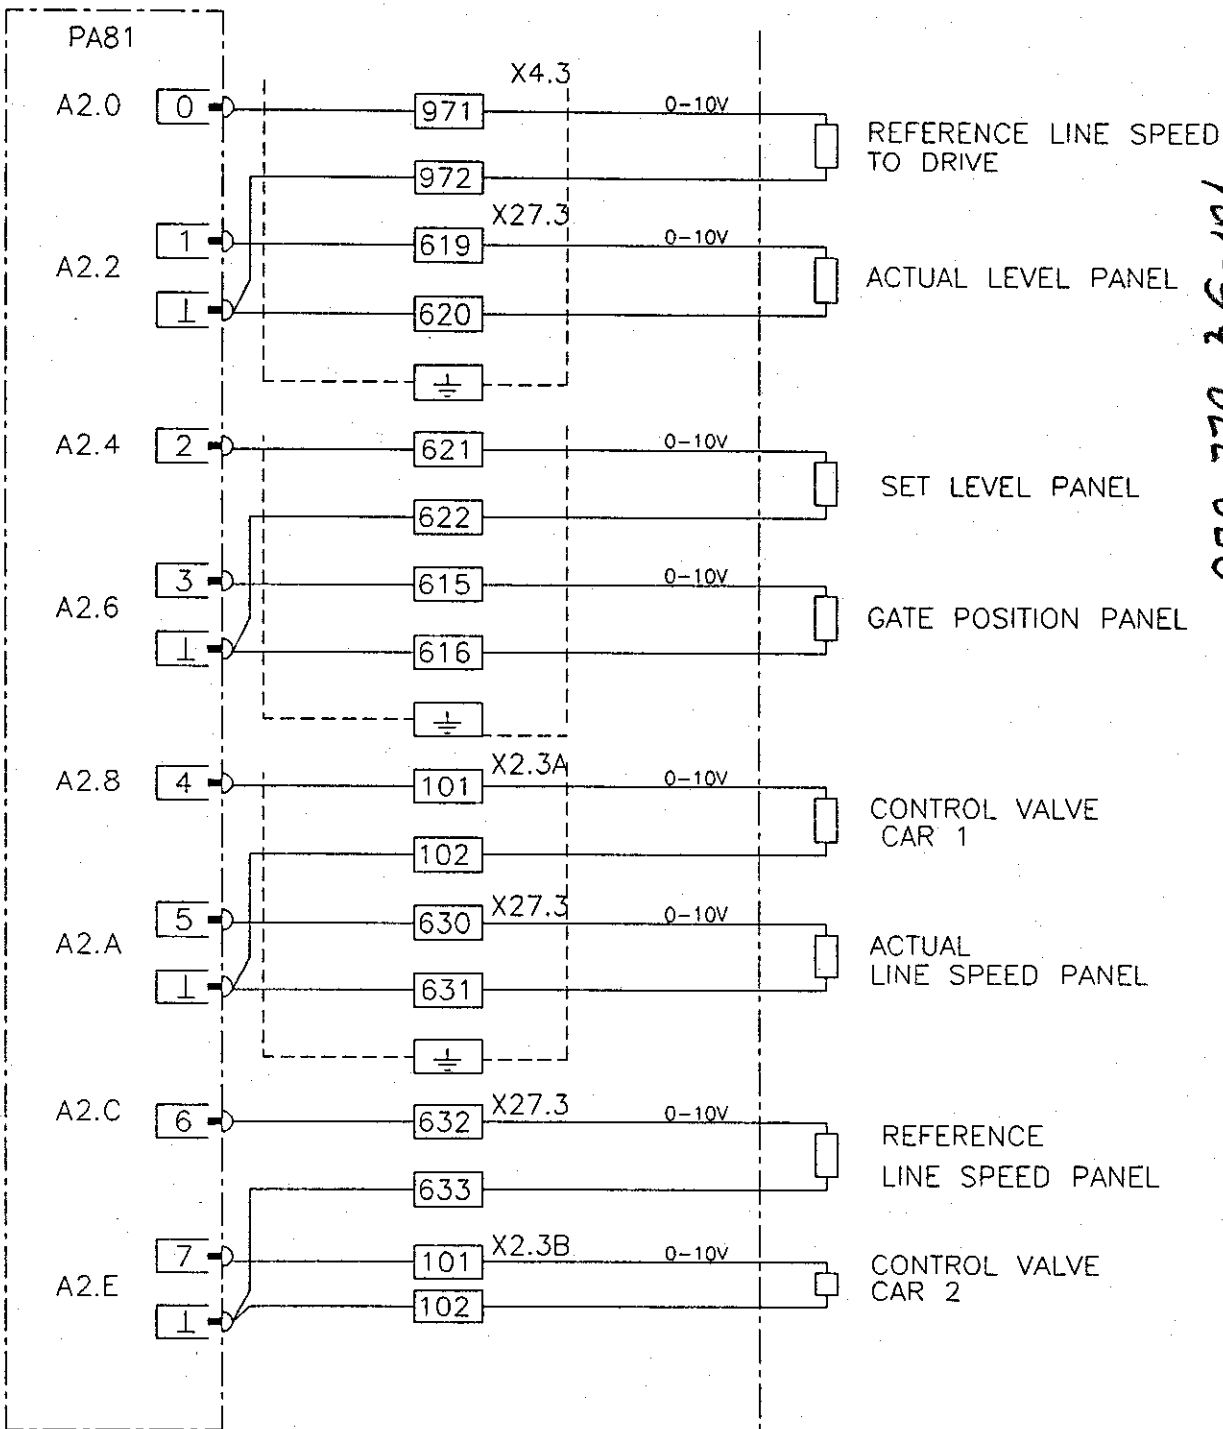 PA81
X4.3
A2.0 0 971 0-10V
REFERENCE LINE SPEED
TO DRIVE
972
X27.3
1 619 0-10V
A2.2
ACTUAL LEVEL PANEL
620
A2.4 2 621 0-10V
SET LEVEL PANEL
622
3 615 0-10V
A2.6
GATE POSITION PANEL
616
X2.3A
A2.8 4 101 0-10V
CONTROL VALVE
CAR 1
102
X27.3
5 630 0-10V
A2.A
ACTUAL
LINE SPEED PANEL
631
X27.3
A2.C 6 632 0-10V
REFERENCE
LINE SPEED PANEL
633
X2.3B
7 101 0-10V
A2.E
CONTROL VALVE
CAR 2
102